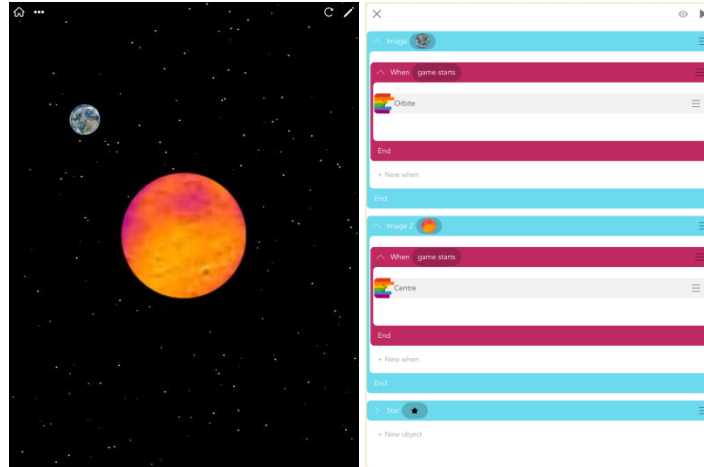 Image
When game starts
Orbite
End
+ New when
End
Image 2
When game starts
Centre
End
+ New when
End
Star
+ New object